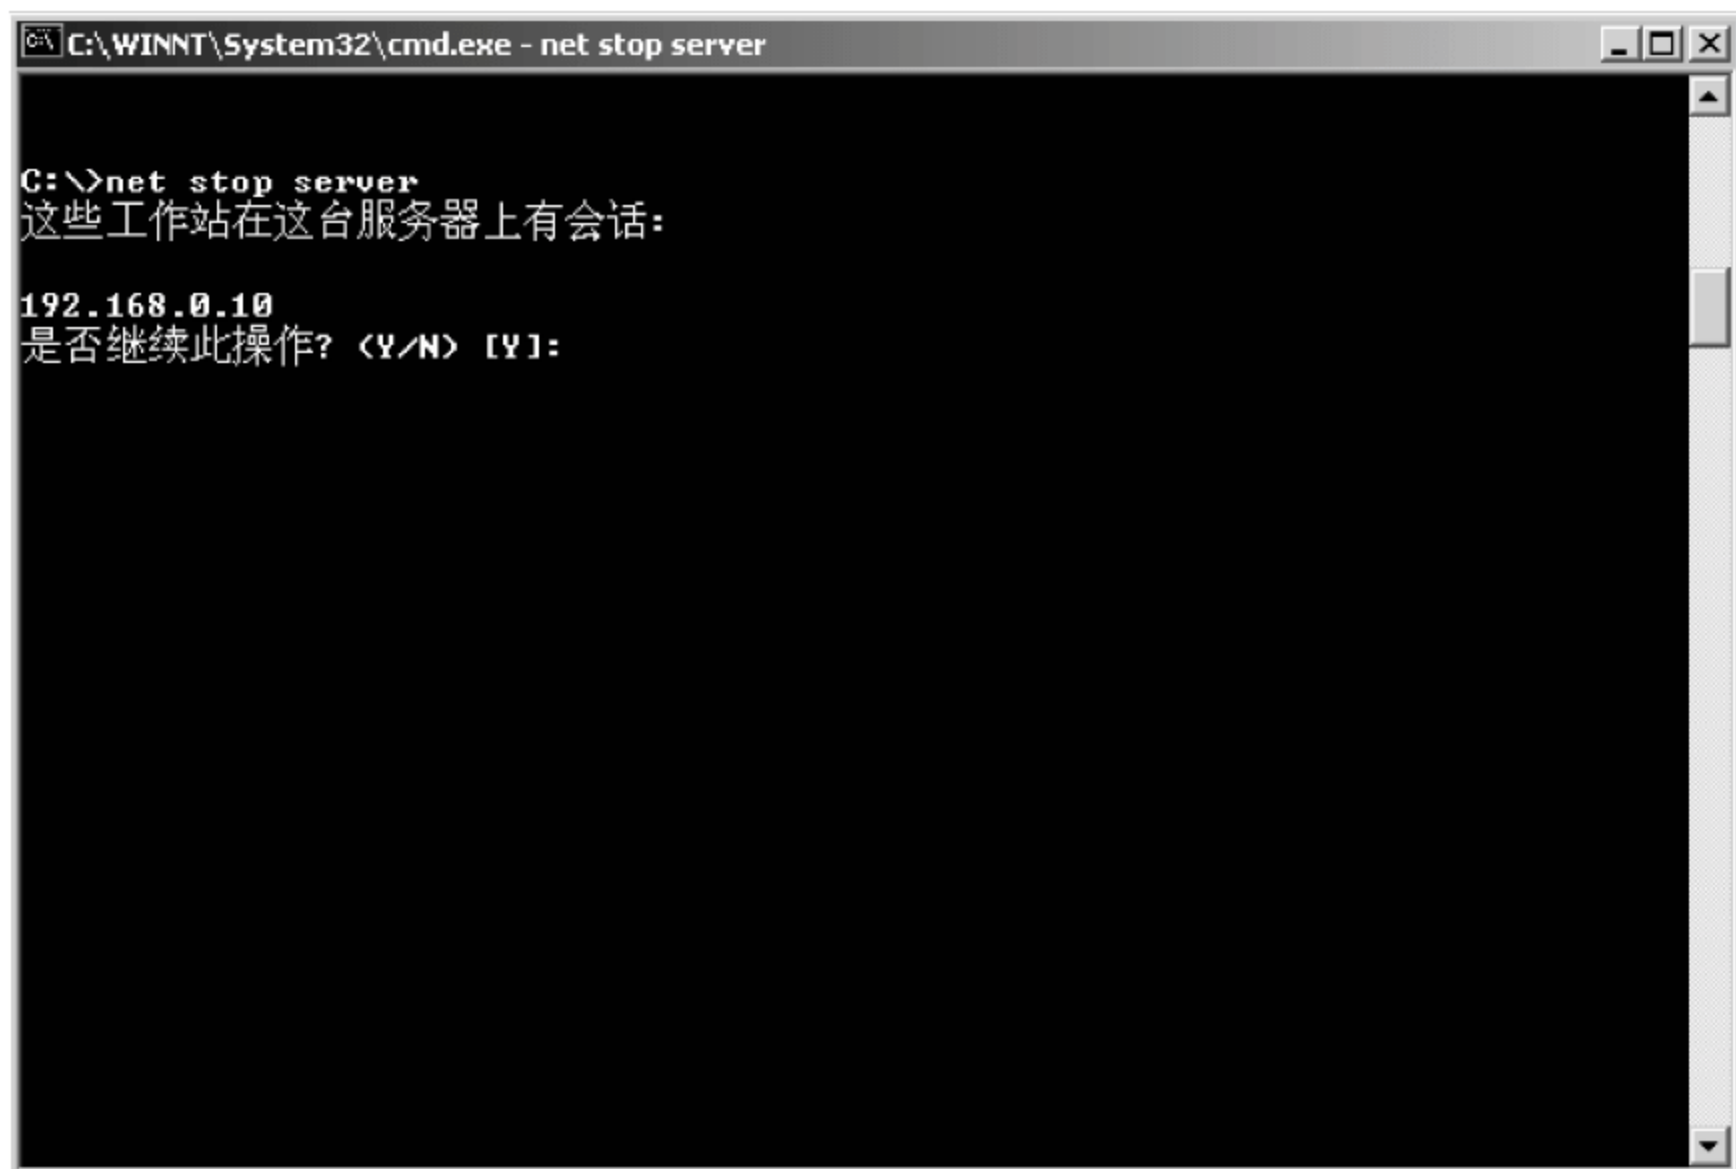 C:\WINNT\System32\cmd.exe - net stop server
C:\>net stop server
这些工作站在这台服务器上有会话:
192.168.0.10
是否继续此操作? (Y/N) [Y]: